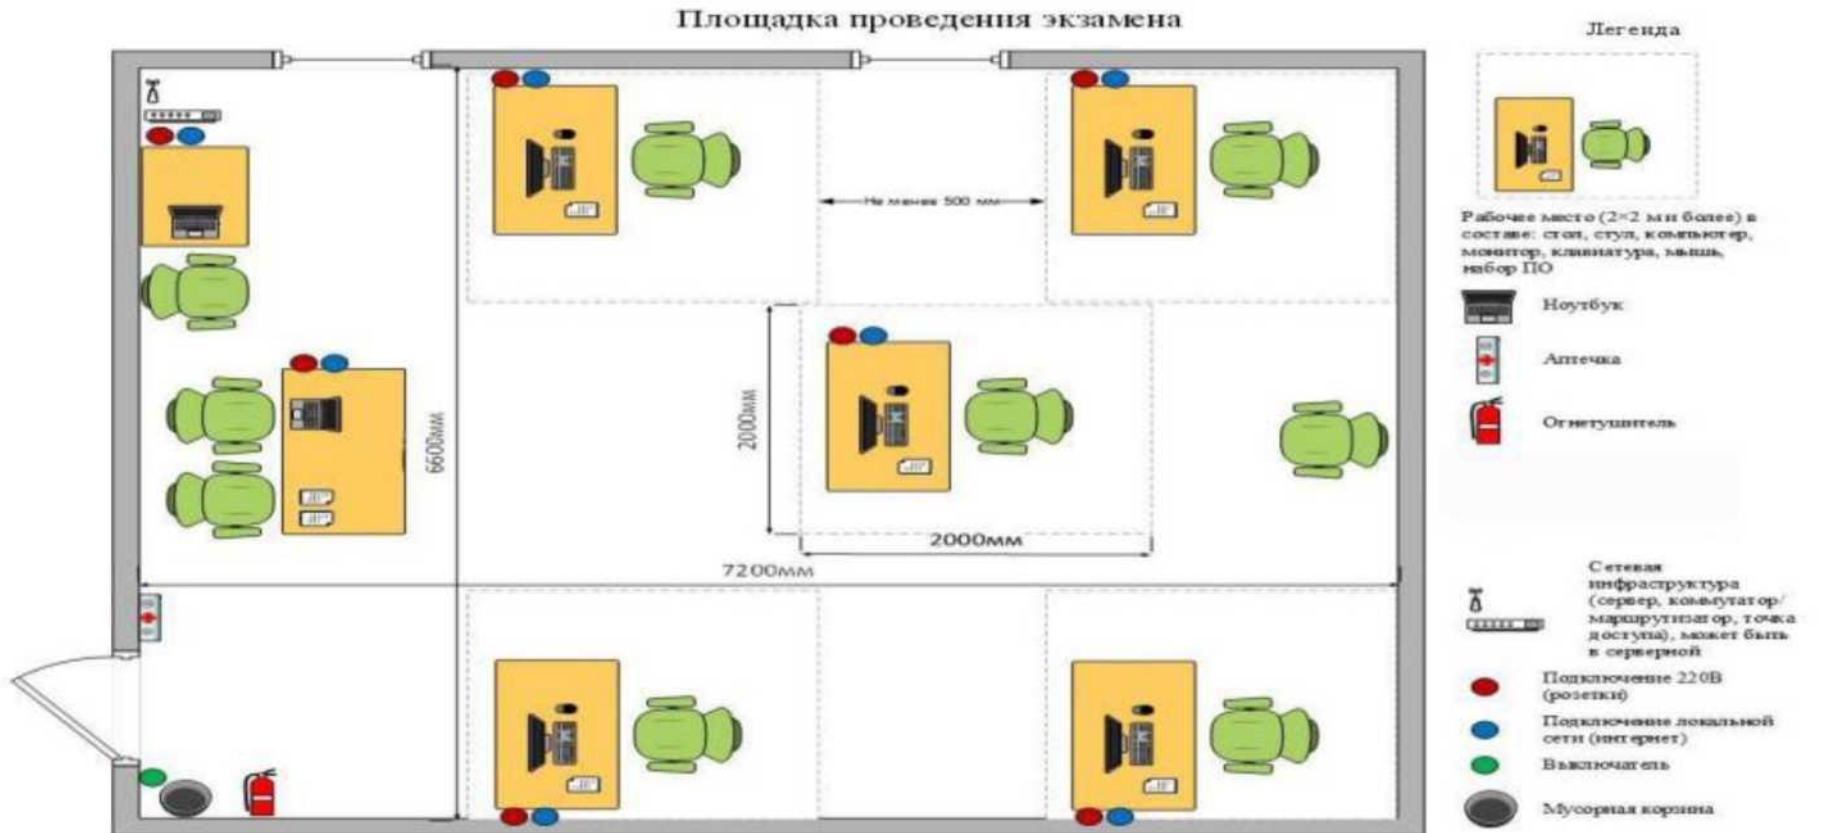 Площадка проведения экзамена
Не менее 500 мм
6600мм
2000мм
2000мм
7200мм
Легенда
Рабочее место (2×2 м и более) в
составе: стол, стул, компьютер,
монитор, клавиатура, мышь,
набор ПО
Ноутбук
Аптечка
Огнетушитель
Сетевая
инфраструктура
(сервер, коммутатор/
маршрутизатор, точка
доступа), может быть
в серверной
Подключение 220В
(розетки)
Подключение локальной
сети (интернет)
Выключатель
Мусорная корзина